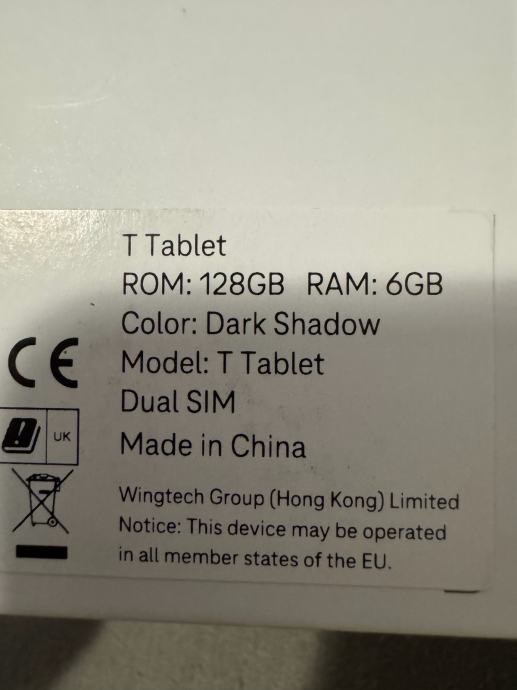 T Tablet
ROM: 128GB RAM: 6GB
Color: Dark Shadow
Model: T Tablet
Dual SIM
Made in China
CE
UK
Wingtech Group (Hong Kong) Limited
Notice: This device may be operated
in all member states of the EU.